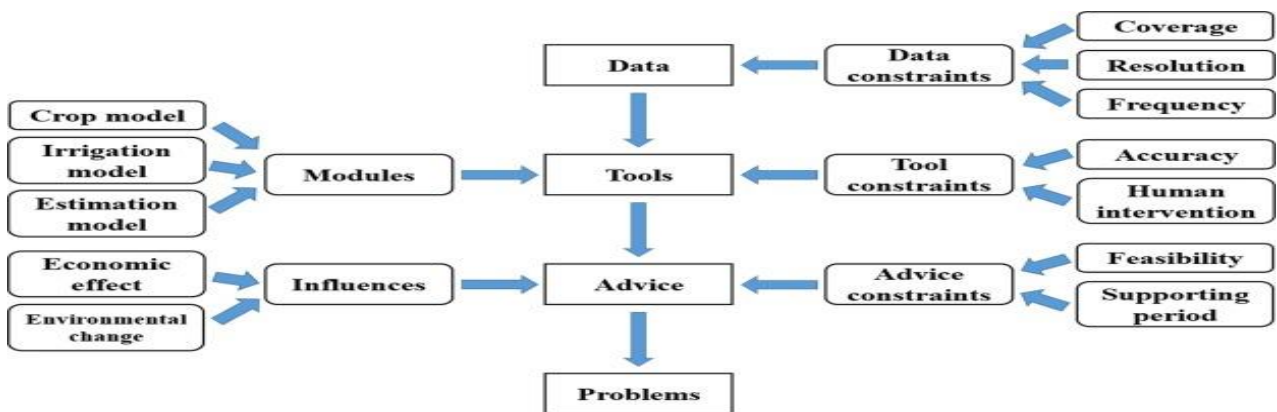 Coverage
Data
Data
constraints
Resolution
Frequency
Crop model
Irrigation
model
Estimation
model
Modules
Tools
Tool
constraints
Accuracy
Human
intervention
Economic
effect
Environmental
change
Influences
Advice
Advice
constraints
Feasibility
Supporting
period
Problems